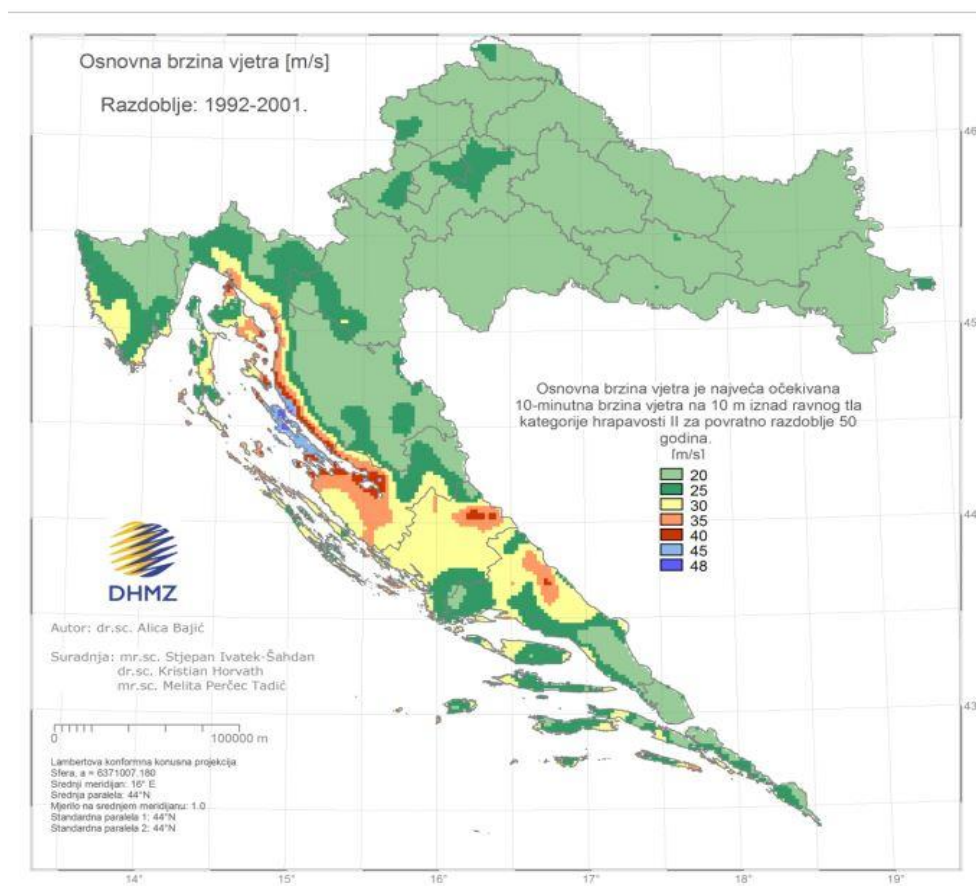 Osnovna brzina vjetra [m/s]
Razdoblje: 1992-2001.
46
45
Osnovna brzina vjetra je najveća očekivana
10-minutna brzina vjetra na 10 m iznad ravnog tla
kategorije hrapavosti II za povratno razdoblje 50
godina.
[m/s]
20
25
30
35
40
45
48
44
DHMZ
Autor: dr.sc. Alica Bajić
Suradnja: mr.sc. Stjepan Ivatek-Šahdan
dr.sc. Kristian Horvath
mr.sc. Melita Perčec Tadić
43
0 100000 m
Lambertova konformna konusna projekcija
Sfera, a = 6371007.180
Srednji meridijan: 16° E
Srednja paralela: 44°N
Mjerilo na srednjem meridijanu: 1.0
Standardna paralela 1: 44°N
Standardna paralela 2: 44°N
14° 15° 16° 17° 18° 19°